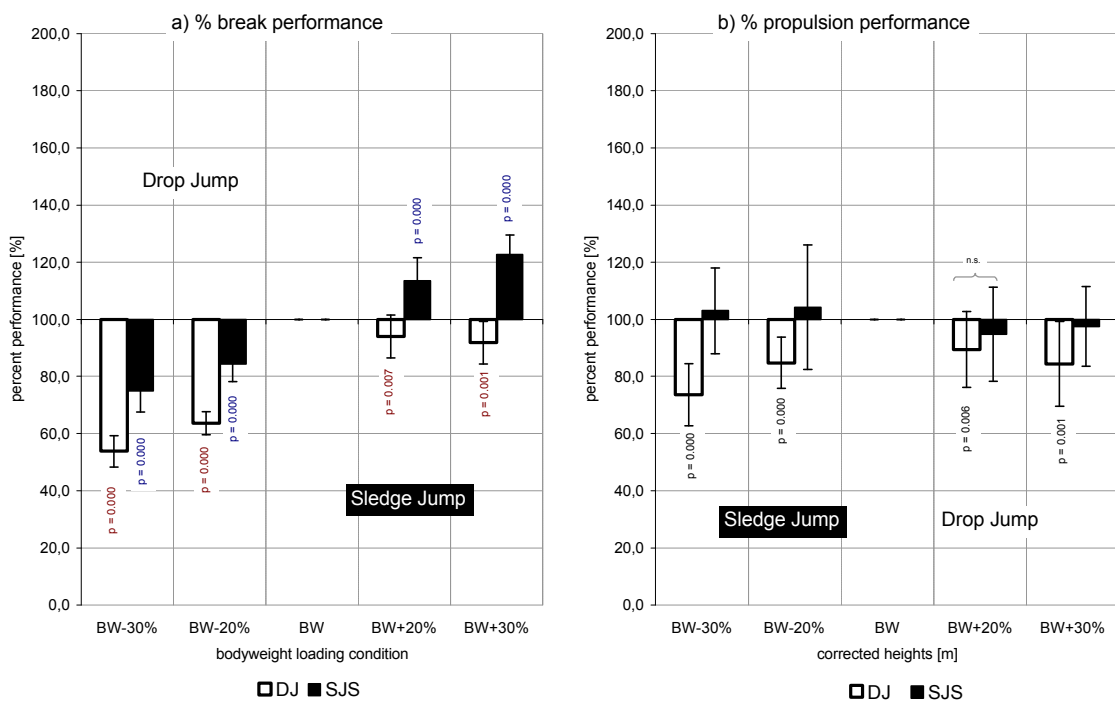 a) % break performance
200,0
180,0
160,0
140,0
120,0
100,0
80,0
60,0
40,0
20,0
0,0
percent performance [%]
Drop Jump
p = 0.000
p = 0.000
p = 0.000
p = 0.000
p = 0.007
p = 0.000
p = 0.001
p = 0.000
Sledge Jump
BW-30% BW-20% BW BW+20% BW+30%
bodyweight loading condition
DJ SJS
b) % propulsion performance
200,0
180,0
160,0
140,0
120,0
100,0
80,0
60,0
40,0
20,0
0,0
percent performance [%]
n.s.
p = 0.000
p = 0.000
p = 0.006
p = 0.001
Sledge Jump
Drop Jump
BW-30% BW-20% BW BW+20% BW+30%
corrected heights [m]
DJ SJS